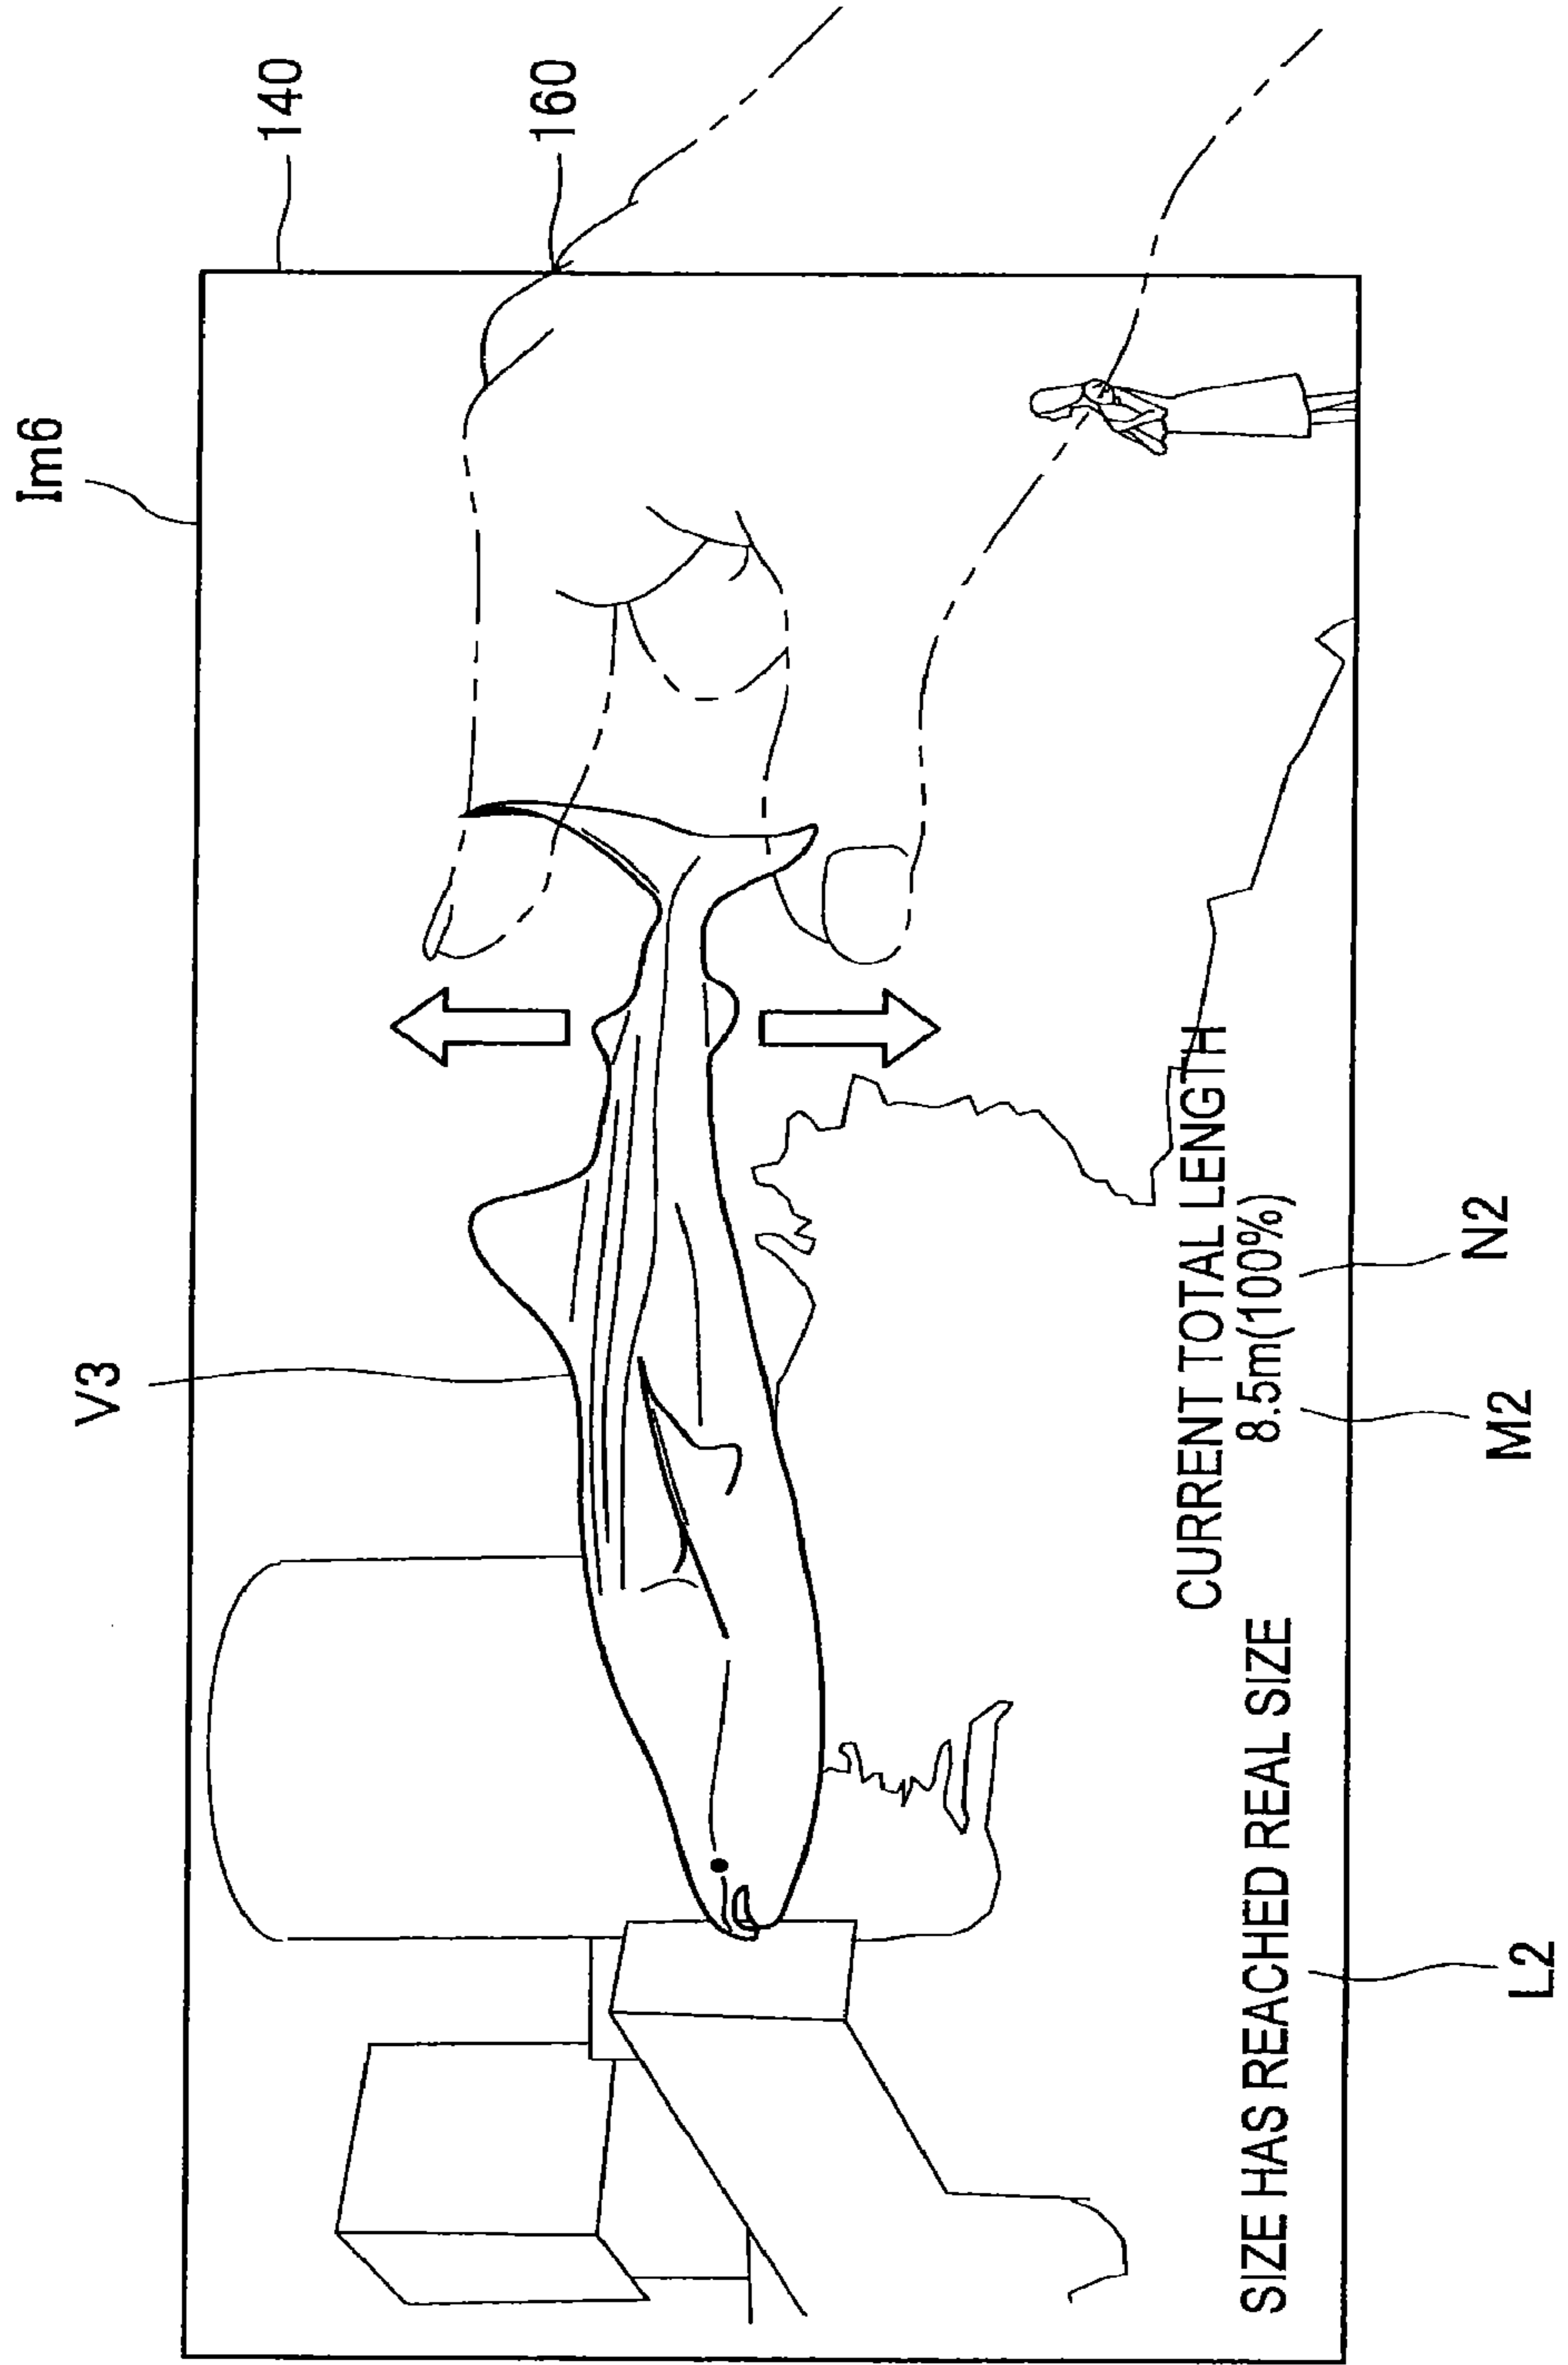 Im6
140
V3
160
CURRENT TOTAL LENGTH
8.5m(100%)
SIZE HAS REACHED REAL SIZE
L2
M2
N2